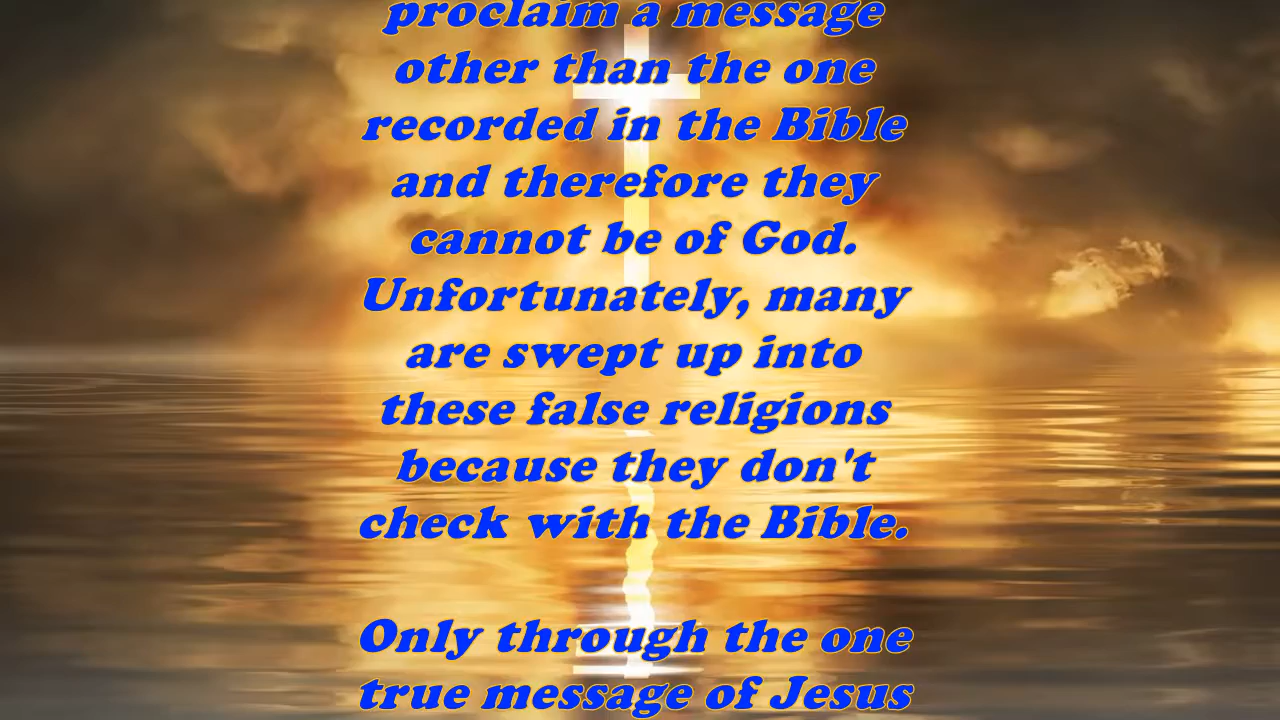 proclaim a message
other than the one
recorded in the Bible
and therefore they
cannot be of God.
Unfortunately, many
are swept up into
these false religions
because they don't
check with the Bible.
Only through the one
true message of Jesus